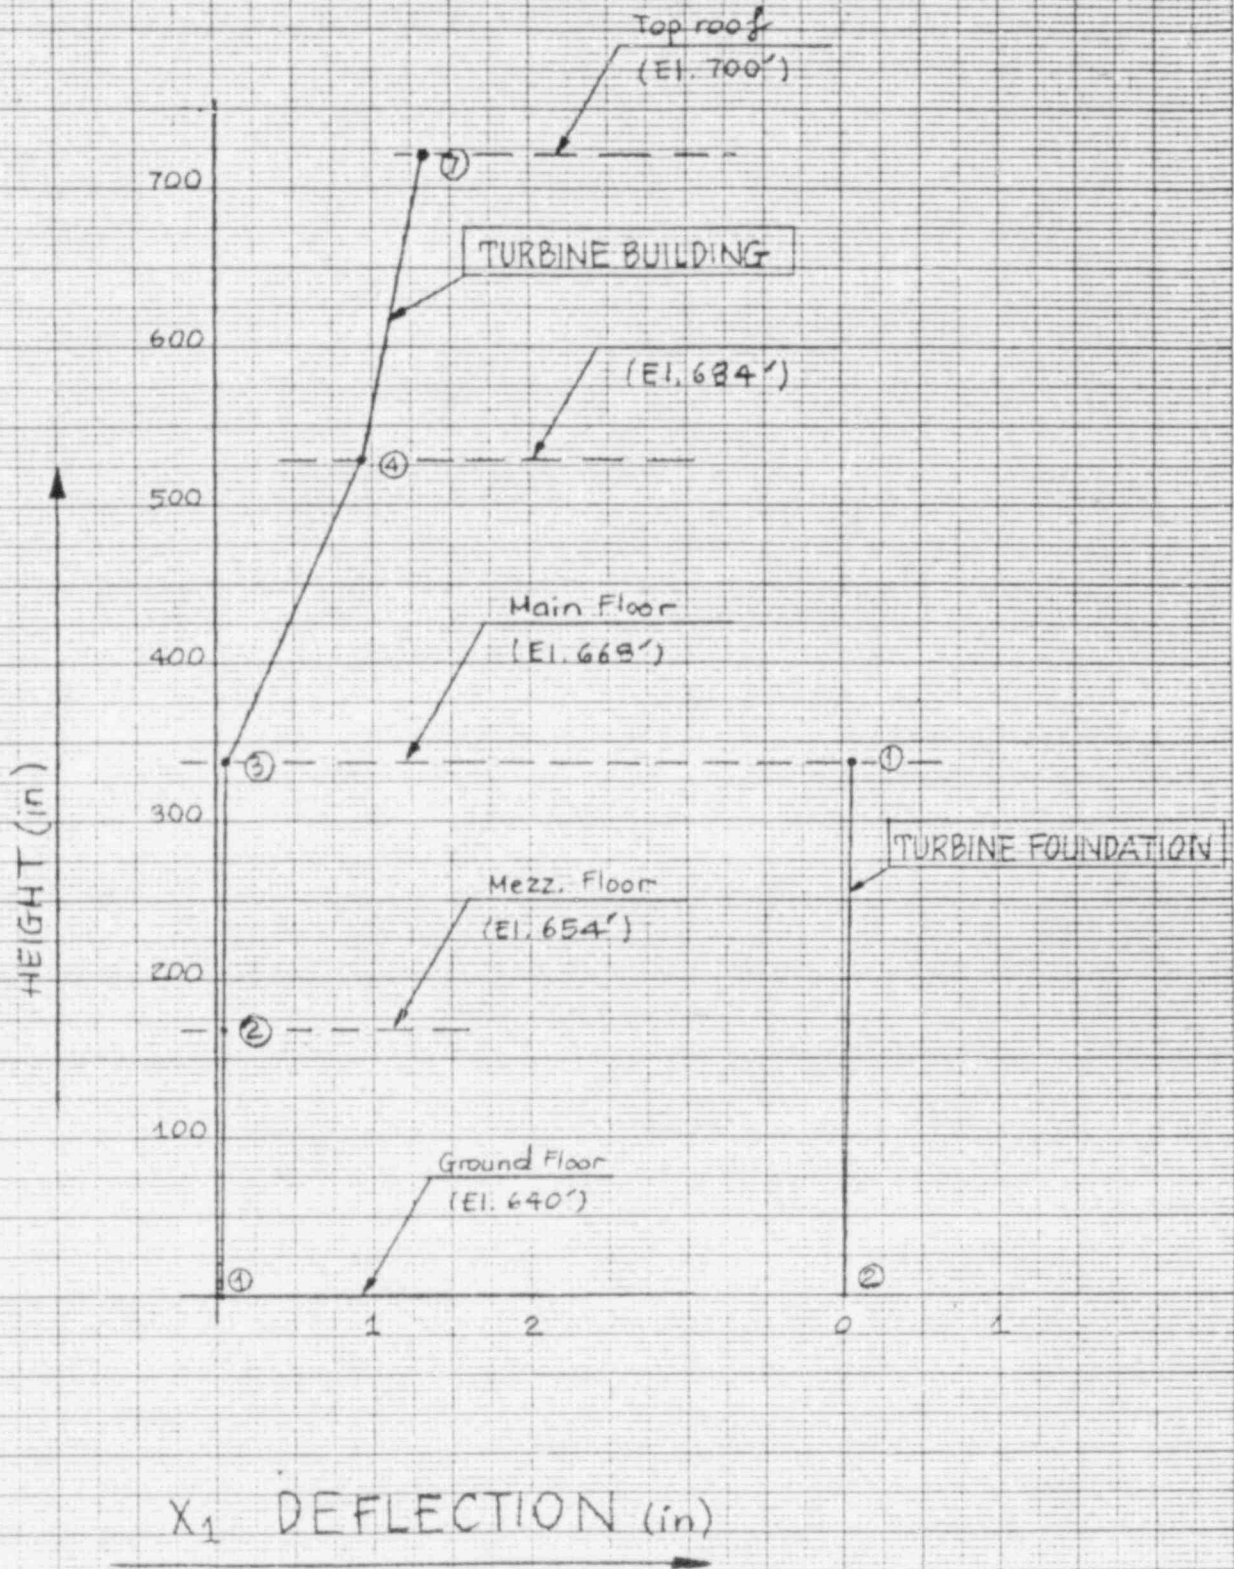 Top roof
(El. 700')
⑦
700
TURBINE BUILDING
600
(El. 684')
④
500
Main Floor
(El. 668')
400
③
①
HEIGHT (in)
300
TURBINE FOUNDATION
Mezz. Floor
(El. 654')
200
②
100
Ground Floor
(El. 640')
①
②
1
2
0
1
X₁ DEFLECTION (in)